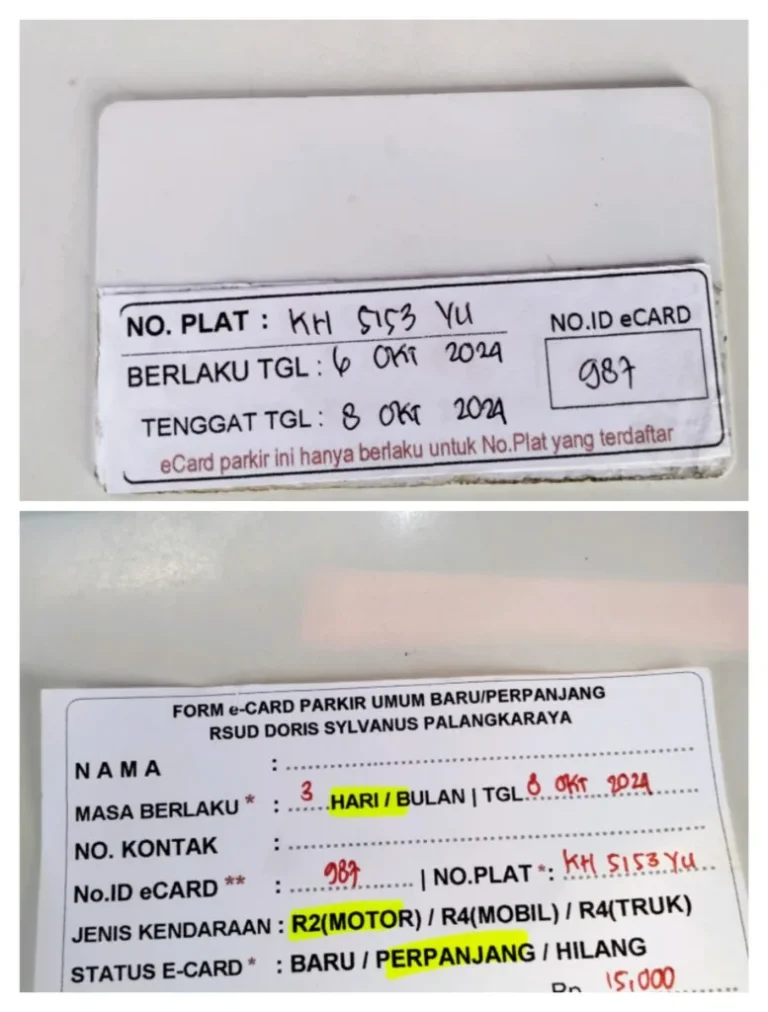 NO. PLAT : KH 5153 YU
BERLAKU TGL : 6 OKT 2024
TENGGAT TGL : 8 OKT 2024
NO.ID eCARD
987
eCard parkir ini hanya berlaku untuk No.Plat yang terdaftar
FORM e-CARD PARKIR UMUM BARU/PERPANJANG
RSUD DORIS SYLVANUS PALANGKARAYA
NAMA : ........................
MASA BERLAKU * : ...3...HARI / BULAN | TGL 8 OKT 2024
NO. KONTAK : ........................
No.ID eCARD ** : ...987... | NO.PLAT *: KH 5153 YU
JENIS KENDARAAN : R2(MOTOR) / R4(MOBIL) / R4(TRUK)
STATUS E-CARD * : BARU / PERPANJANG / HILANG
Rp 15,000